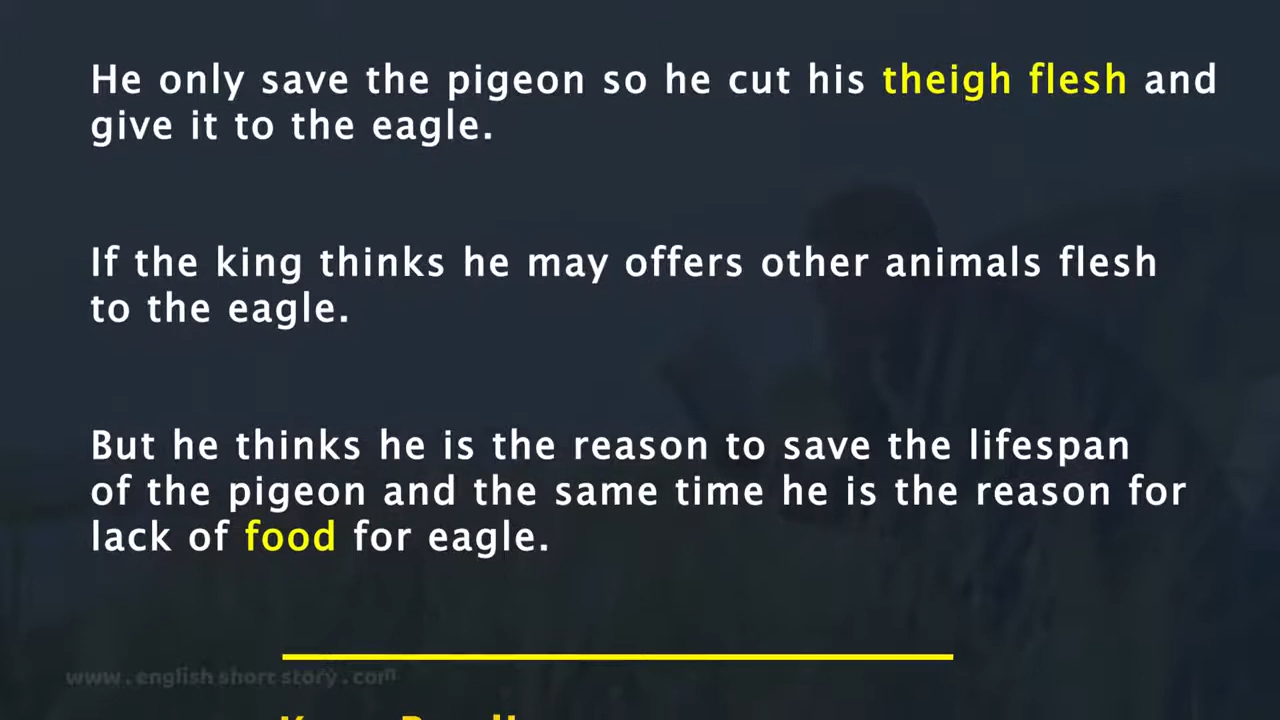 He only save the pigeon so he cut his theigh flesh and
give it to the eagle.
If the king thinks he may offers other animals flesh
to the eagle.
But he thinks he is the reason to save the lifespan
of the pigeon and the same time he is the reason for
lack of food for eagle.
www.englishshortstory.com